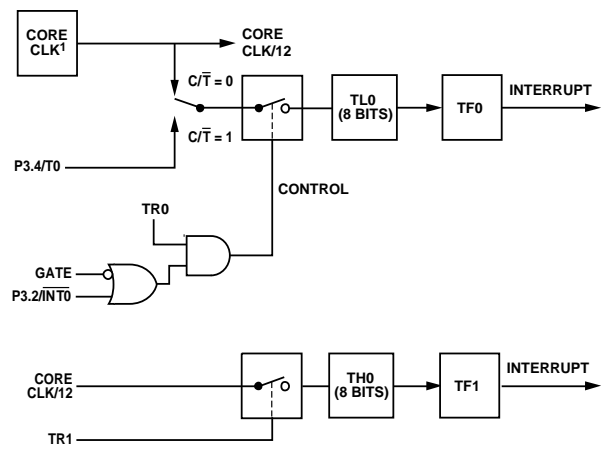 CORE
CLK¹
CORE
CLK/12
C/T̅ = 0
C/T̅ = 1
P3.4/T0
TL0
(8 BITS)
TF0
INTERRUPT
CONTROL
TR0
GATE
P3.2/I̅N̅T̅0̅
CORE
CLK/12
TR1
TH0
(8 BITS)
TF1
INTERRUPT